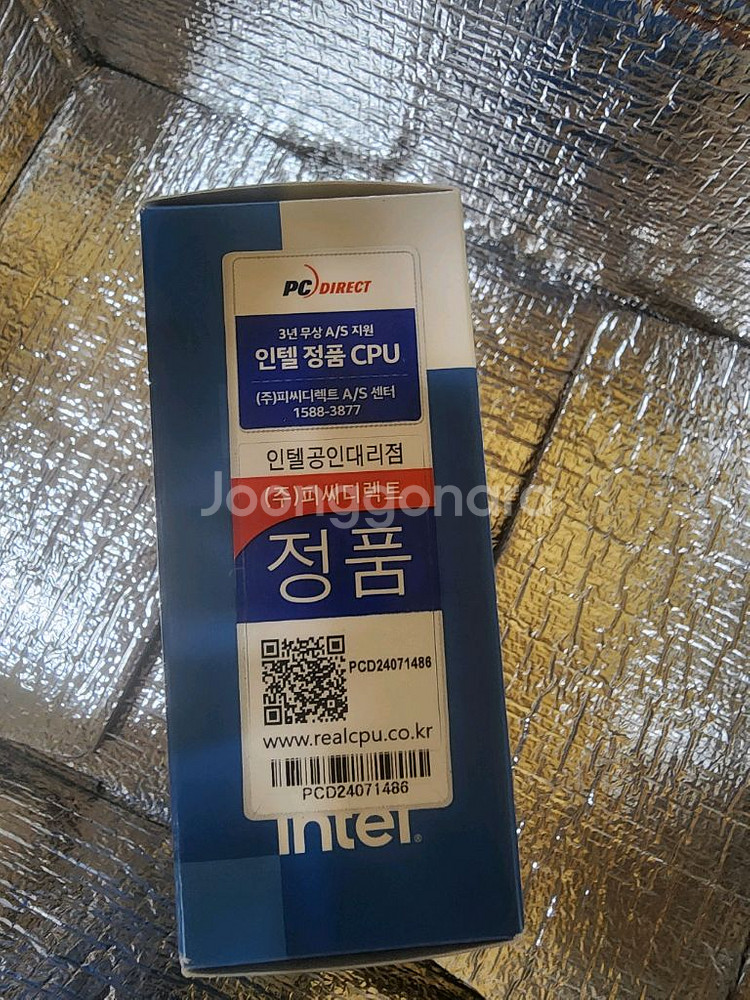 PC DIRECT
3년 무상 A/S 지원
인텔 정품 CPU
(주)피씨디렉트 A/S 센터
1588-3877
인텔공인대리점
(주)피씨디렉트
Joonggonara
정품
PCD24071486
www.realcpu.co.kr
PCD24071486
intel